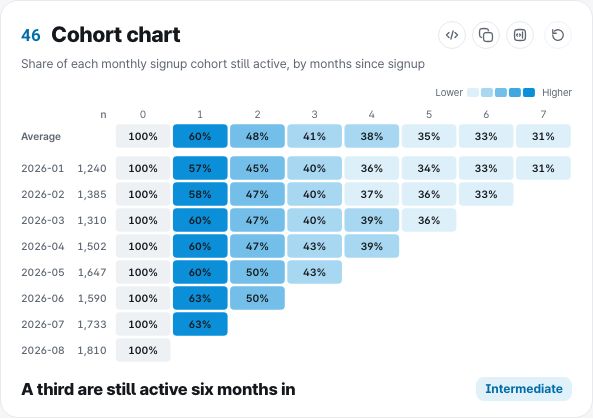 46 Cohort chart
Share of each monthly signup cohort still active, by months since signup
Lower Higher
n 0 1 2 3 4 5 6 7
Average 100% 60% 48% 41% 38% 35% 33% 31%
2026-01 1,240 100% 57% 45% 40% 36% 34% 33% 31%
2026-02 1,385 100% 58% 47% 40% 37% 36% 33%
2026-03 1,310 100% 60% 47% 40% 39% 36%
2026-04 1,502 100% 60% 47% 43% 39%
2026-05 1,647 100% 60% 50% 43%
2026-06 1,590 100% 63% 50%
2026-07 1,733 100% 63%
2026-08 1,810 100%
A third are still active six months in
Intermediate